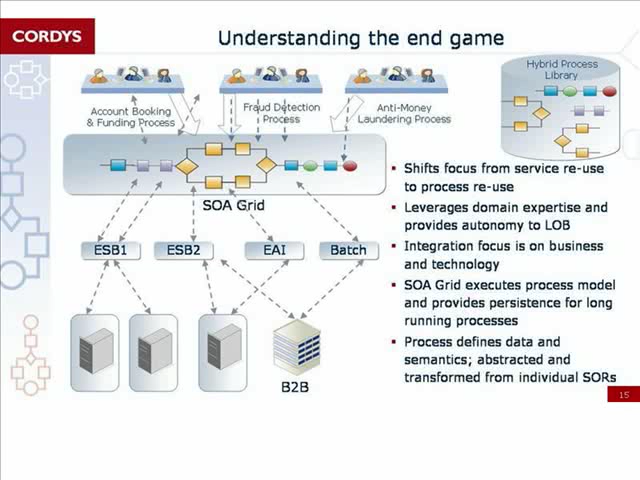 CORDYS
Understanding the end game
Hybrid Process
Library
Account Booking
& Funding Process
Fraud Detection
Process
Anti-Money
Laundering Process
SOA Grid
ESB1
ESB2
EAI
Batch
B2B
Shifts focus from service re-use
to process re-use
Leverages domain expertise and
provides autonomy to LOB
Integration focus is on business
and technology
SOA Grid executes process model
and provides persistence for long
running processes
Process defines data and
semantics; abstracted and
transformed from individual SORs
15